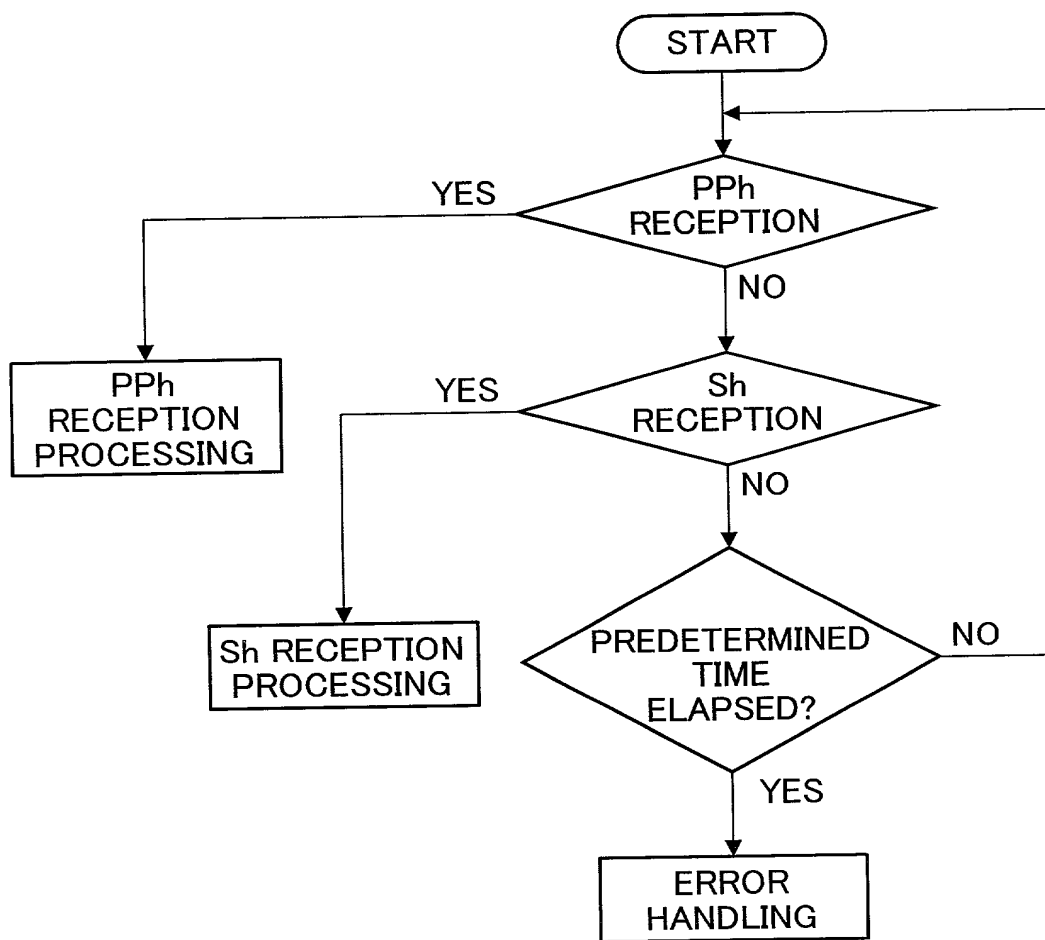 START
YES
PPh
RECEPTION
NO
PPh
RECEPTION
PROCESSING
YES
Sh
RECEPTION
NO
Sh RECEPTION
PROCESSING
PREDETERMINED
TIME
ELAPSED?
NO
YES
ERROR
HANDLING